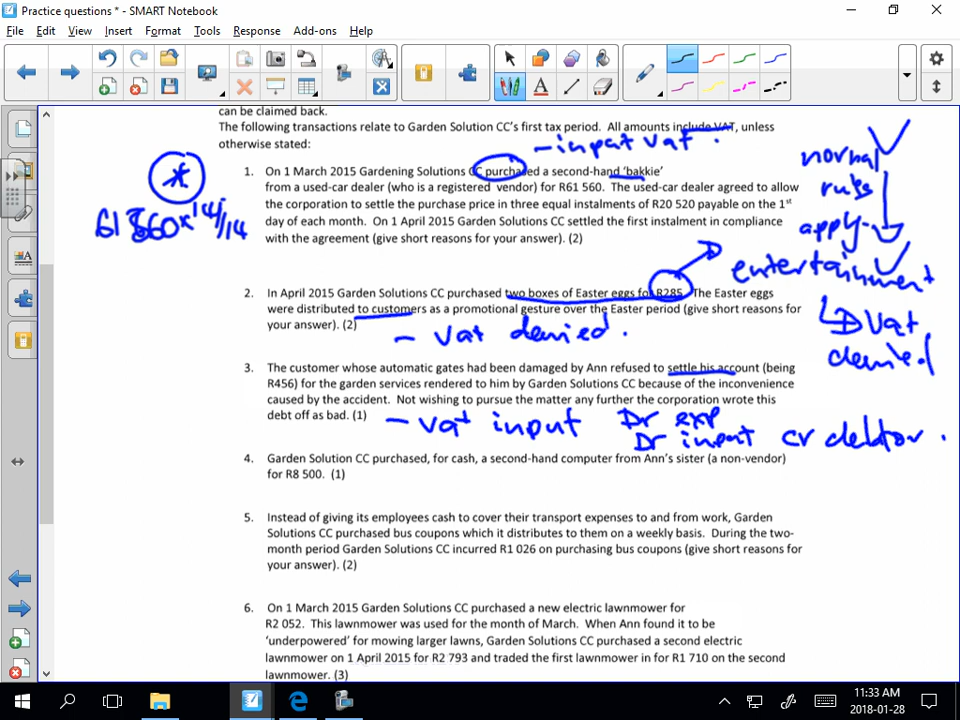 Practice questions * - SMART Notebook
File Edit View Insert Format Tools Response Add-ons Help
can be claimed back.
The following transactions relate to Garden Solution CC's first tax period. All amounts include VAT, unless
otherwise stated:
- input vat.
1. On 1 March 2015 Gardening Solutions CC purchased a second-hand 'bakkie'
from a used-car dealer (who is a registered vendor) for R61 560. The used-car dealer agreed to allow
the corporation to settle the purchase price in three equal instalments of R20 520 payable on the 1st
day of each month. On 1 April 2015 Garden Solutions CC settled the first instalment in compliance
with the agreement (give short reasons for your answer). (2)
*
normal
rules
apply
entertainment
Vat
denied
2. In April 2015 Garden Solutions CC purchased two boxes of Easter eggs for R285. The Easter eggs
were distributed to customers as a promotional gesture over the Easter period (give short reasons for
your answer). (2)
- Vat denied.
3. The customer whose automatic gates had been damaged by Ann refused to settle his account (being
R456) for the garden services rendered to him by Garden Solutions CC because of the inconvenience
caused by the accident. Not wishing to pursue the matter any further the corporation wrote this
debt off as bad. (1)
- Vat input Dr exp
Dr input cr debtor.
4. Garden Solution CC purchased, for cash, a second-hand computer from Ann's sister (a non-vendor)
for R8 500. (1)
5. Instead of giving its employees cash to cover their transport expenses to and from work, Garden
Solutions CC purchased bus coupons which it distributes to them on a weekly basis. During the two-
month period Garden Solutions CC incurred R1 026 on purchasing bus coupons (give short reasons for
your answer). (2)
6. On 1 March 2015 Garden Solutions CC purchased a new electric lawnmower for
R2 052. This lawnmower was used for the month of March. When Ann found it to be
'underpowered' for mowing larger lawns, Garden Solutions CC purchased a second electric
lawnmower on 1 April 2015 for R2 793 and traded the first lawnmower in for R1 710 on the second
lawnmower. (3)
11:33 AM
2018-01-28